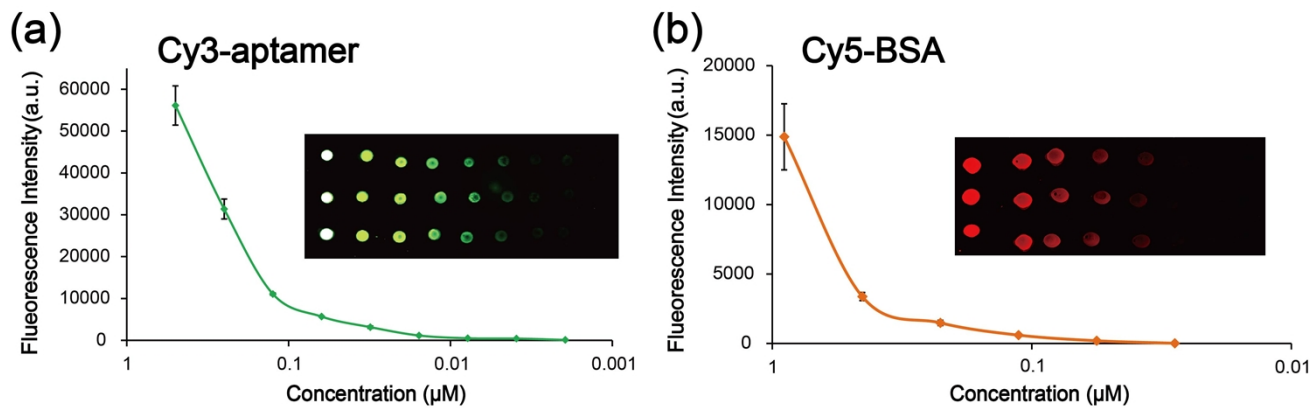 (a)
Cy3-aptamer
Flueorescence Intensity(a.u.)
60000
50000
40000
30000
20000
10000
0
1
0.1
0.01
0.001
Concentration (µM)
(b)
Cy5-BSA
Flueorescence Intensity (a.u.)
20000
15000
10000
5000
0
1
0.1
0.01
Concentration (µM)